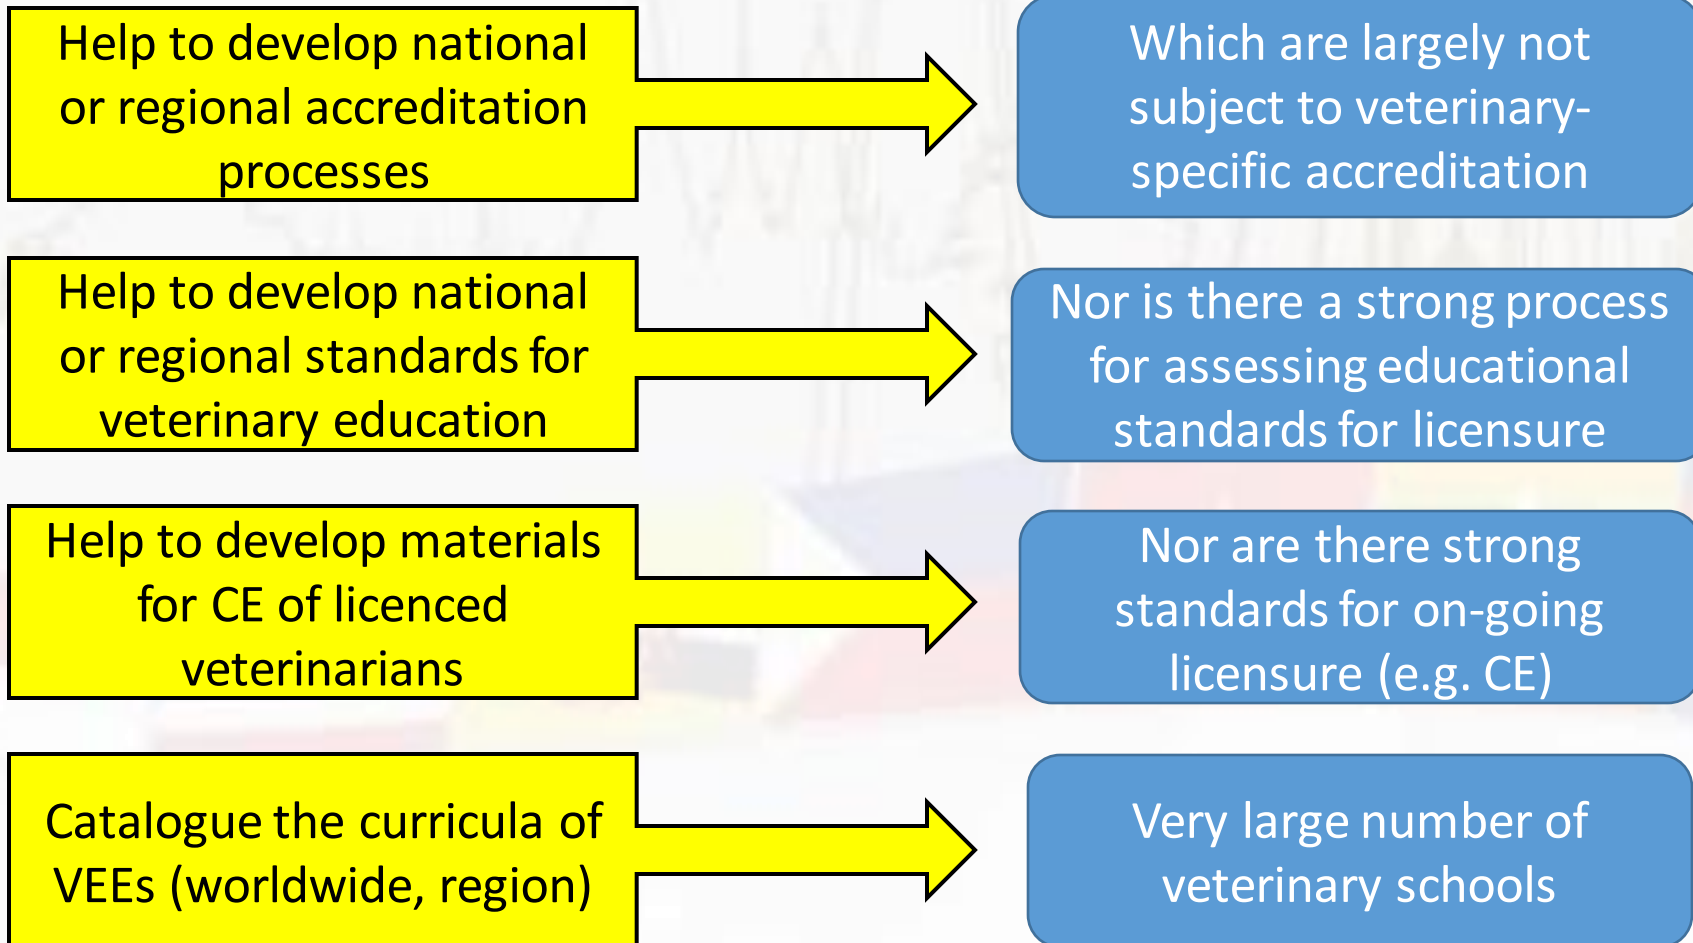 Help to develop national
or regional accreditation
processes
Which are largely not
subject to veterinary-
specific accreditation
Help to develop national
or regional standards for
veterinary education
Nor is there a strong process
for assessing educational
standards for licensure
Help to develop materials
for CE of licenced
veterinarians
Nor are there strong
standards for on-going
licensure (e.g. CE)
Catalogue the curricula of
VEEs (worldwide, region)
Very large number of
veterinary schools